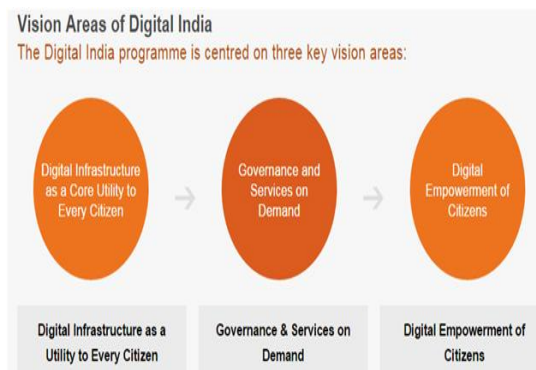 Vision Areas of Digital India
The Digital India programme is centred on three key vision areas:
Digital Infrastructure
as a Core Utility to
Every Citizen
Governance and
Services on
Demand
Digital
Empowerment of
Citizens
Digital Infrastructure as a
Utility to Every Citizen
Governance & Services on
Demand
Digital Empowerment of
Citizens